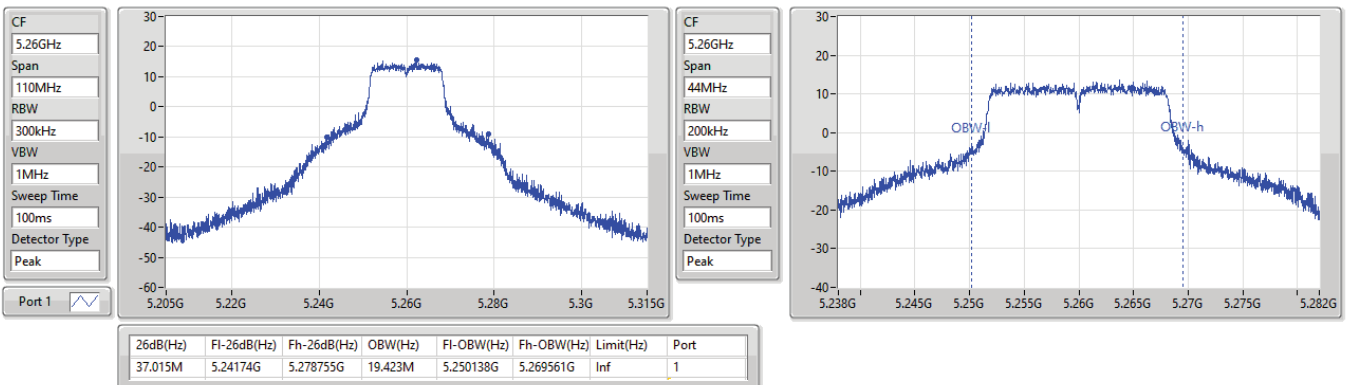 CF
5.26GHz
Span
110MHz
RBW
300kHz
VBW
1MHz
Sweep Time
100ms
Detector Type
Peak
Port 1
30
20
10
0
-10
-20
-30
-40
-50
-60
5.205G 5.22G 5.24G 5.26G 5.28G 5.3G 5.315G
CF
5.26GHz
Span
44MHz
RBW
200kHz
VBW
1MHz
Sweep Time
100ms
Detector Type
Peak
30
20
10
0
-10
-20
-30
-40
OBW-l OBW-h
5.238G 5.245G 5.25G 5.255G 5.26G 5.265G 5.27G 5.275G 5.282G
26dB(Hz) Fl-26dB(Hz) Fh-26dB(Hz) OBW(Hz) Fl-OBW(Hz) Fh-OBW(Hz) Limit(Hz) Port
37.015M 5.24174G 5.278755G 19.423M 5.250138G 5.269561G Inf 1